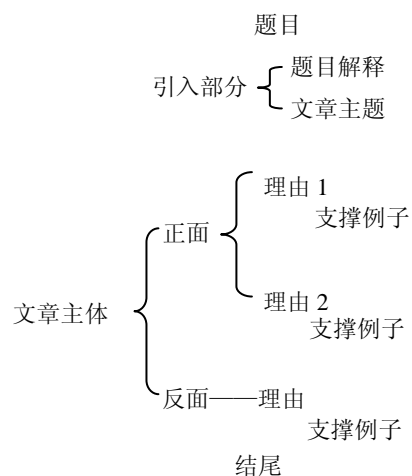 题目
引入部分
题目解释
文章主题
文章主体
正面
理由 1
支撑例子
理由 2
支撑例子
反面——理由
支撑例子
结尾